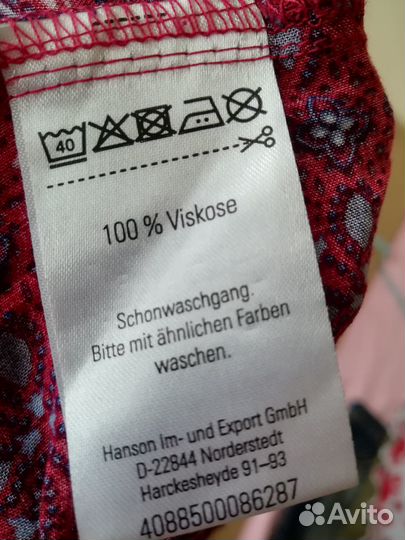 40
100 % Viskose
Schonwaschgang.
Bitte mit ähnlichen Farben
waschen.
Hanson Im- und Export GmbH
D-22844 Norderstedt
Harckesheyde 91–93
4088500086287
Avito